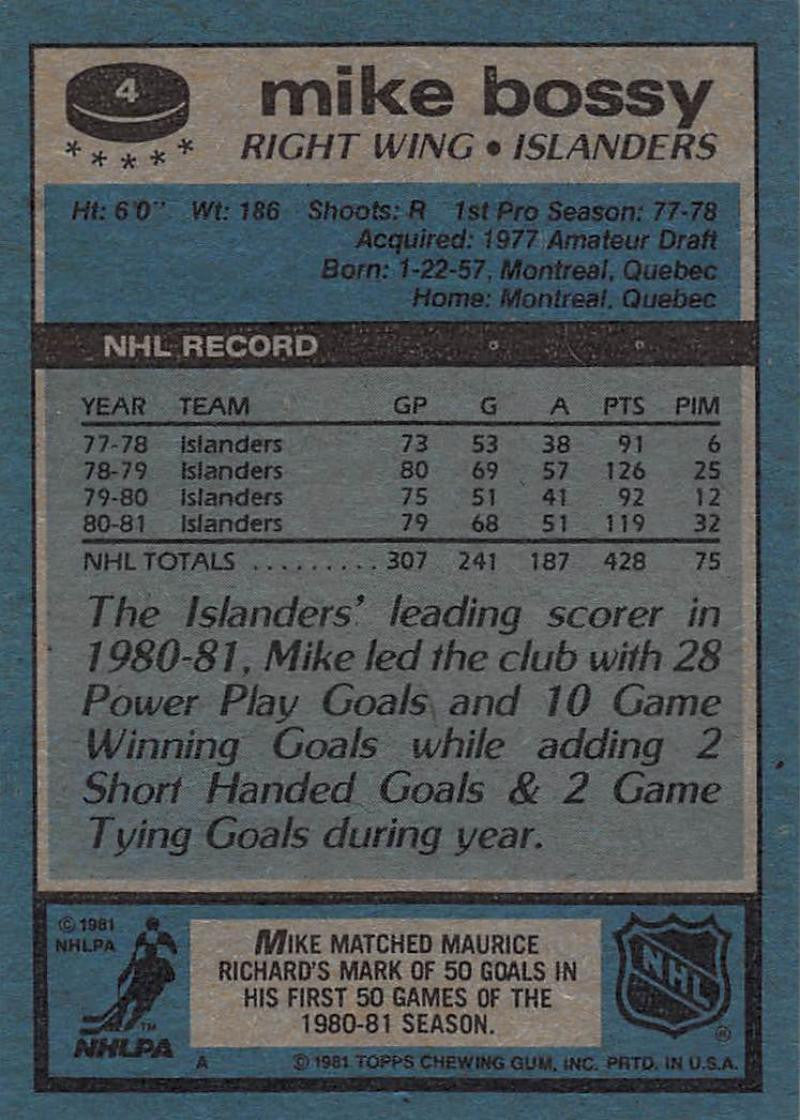 4
mike bossy
RIGHT WING • ISLANDERS
Ht: 6'0" Wt: 186 Shoots: R 1st Pro Season: 77-78
Acquired: 1977 Amateur Draft
Born: 1-22-57, Montreal, Quebec
Home: Montreal, Quebec
NHL RECORD
YEAR TEAM GP G A PTS PIM
77-78 Islanders 73 53 38 91 6
78-79 Islanders 80 69 57 126 25
79-80 Islanders 75 51 41 92 12
80-81 Islanders 79 68 51 119 32
NHL TOTALS ......... 307 241 187 428 75
The Islanders' leading scorer in
1980-81, Mike led the club with 28
Power Play Goals and 10 Game
Winning Goals while adding 2
Short Handed Goals & 2 Game
Tying Goals during year.
© 1981
NHLPA
TM
NHLPA
MIKE MATCHED MAURICE
RICHARD'S MARK OF 50 GOALS IN
HIS FIRST 50 GAMES OF THE
1980-81 SEASON.
NHL
®
A © 1981 TOPPS CHEWING GUM, INC. PRTD. IN U.S.A.